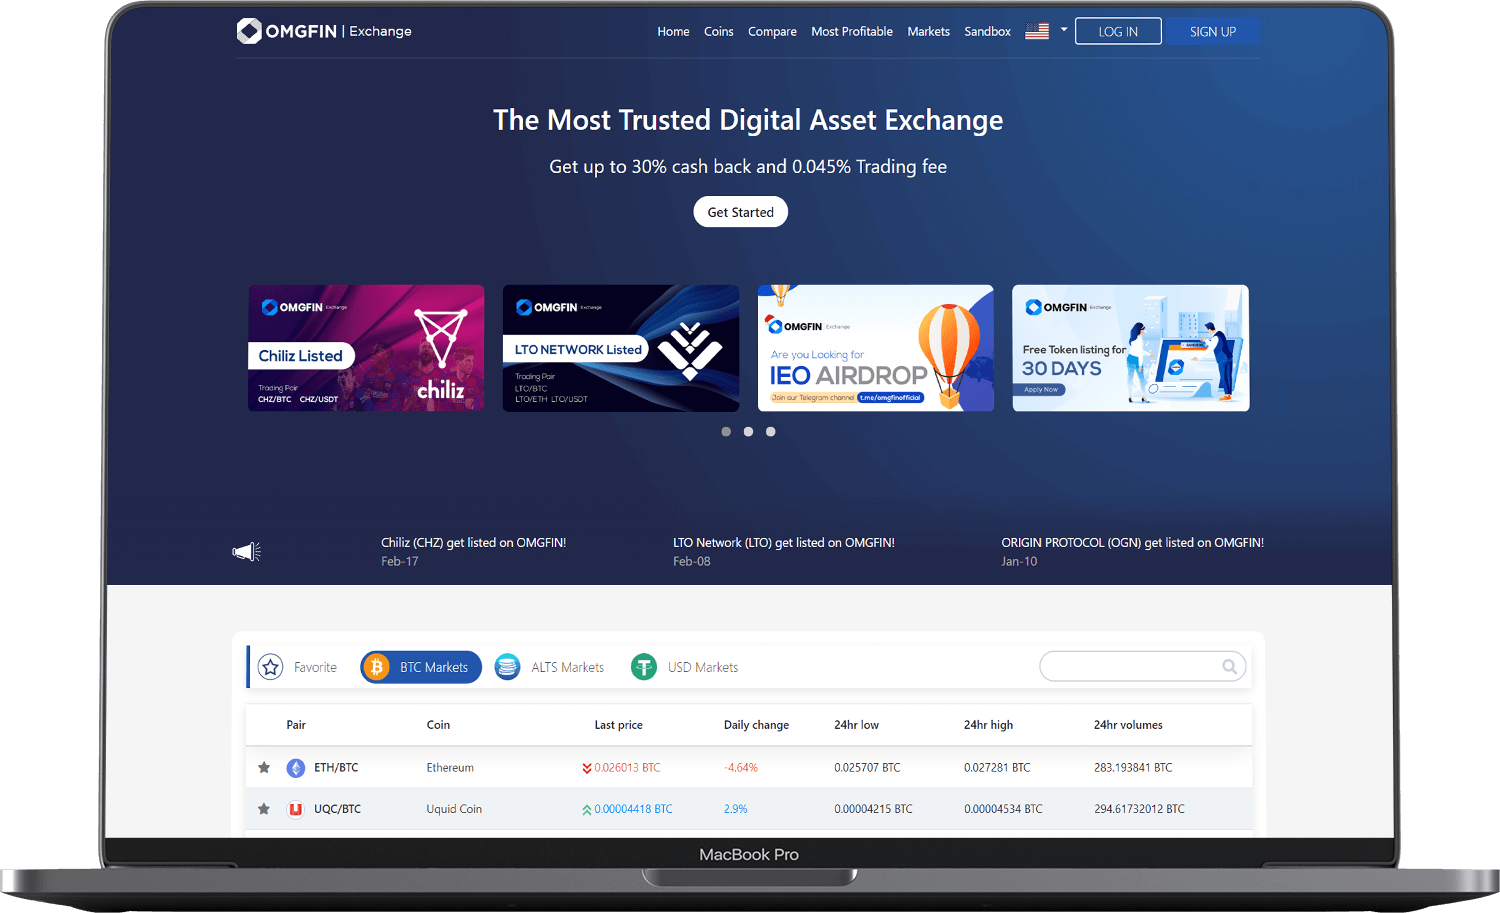 OMGFIN | Exchange
Home Coins Compare Most Profitable Markets Sandbox LOG IN SIGN UP
The Most Trusted Digital Asset Exchange
Get up to 30% cash back and 0.045% Trading fee
Get Started
OMGFIN Exchange
Chiliz Listed
Trading Pair
CHZ/BTC CHZ/USDT
chiliz
OMGFIN Exchange
LTO NETWORK Listed
Trading Pair
LTO/BTC
LTO/ETH LTO/USDT
OMGFIN Exchange
Are you Looking for
IEO AIRDROP
Join our Telegram channel t.me/omgfinofficial
OMGFIN Exchange
Free Token listing for
30 DAYS
Apply Now
Chiliz (CHZ) get listed on OMGFIN!
Feb-17
LTO Network (LTO) get listed on OMGFIN!
Feb-08
ORIGIN PROTOCOL (OGN) get listed on OMGFIN!
Jan-10
Favorite BTC Markets ALTS Markets USD Markets
Pair Coin Last price Daily change 24hr low 24hr high 24hr volumes
ETH/BTC Ethereum 0.026013 BTC -4.64% 0.025707 BTC 0.027281 BTC 283.193841 BTC
UQC/BTC Uquid Coin 0.00004418 BTC 2.9% 0.00004215 BTC 0.00004534 BTC 294.61732012 BTC
MacBook Pro